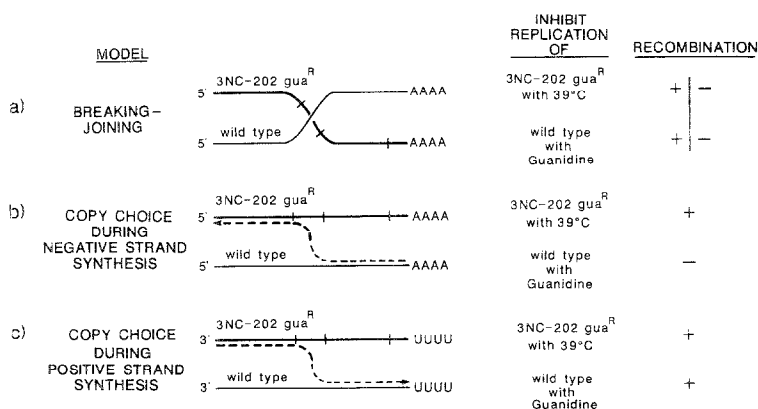 MODEL
INHIBIT
REPLICATION
OF
RECOMBINATION
a)
BREAKING–
JOINING
3NC-202 gua^R
5' AAAA
wild type
5' AAAA
3NC-202 gua^R
with 39°C
+ | –
wild type
with
Guanidine
+ | –
b)
COPY CHOICE
DURING
NEGATIVE STRAND
SYNTHESIS
3NC-202 gua^R
5' AAAA
wild type
5' AAAA
3NC-202 gua^R
with 39°C
+
wild type
with
Guanidine
–
c)
COPY CHOICE
DURING
POSITIVE STRAND
SYNTHESIS
3NC-202 gua^R
3' UUUU
wild type
3' UUUU
3NC-202 gua^R
with 39°C
+
wild type
with
Guanidine
+